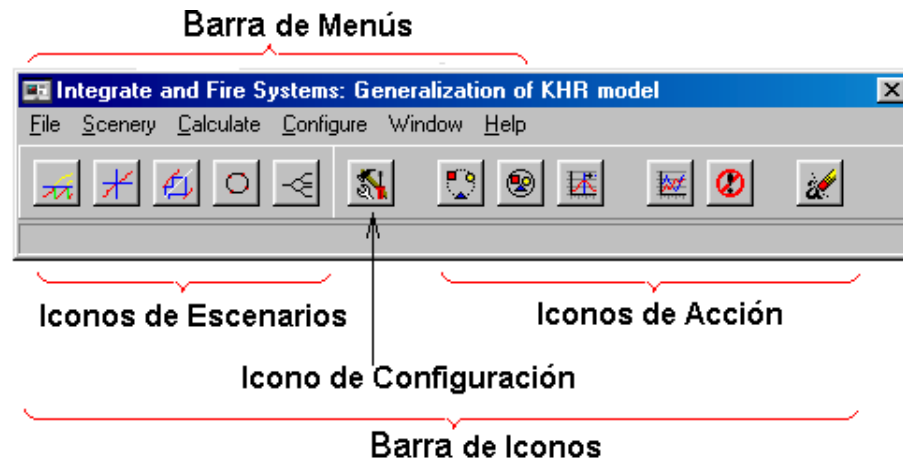 Barra de Menús
Integrate and Fire Systems: Generalization of KHR model
File Scenery Calculate Configure Window Help
Iconos de Escenarios
Iconos de Acción
Icono de Configuración
Barra de Iconos